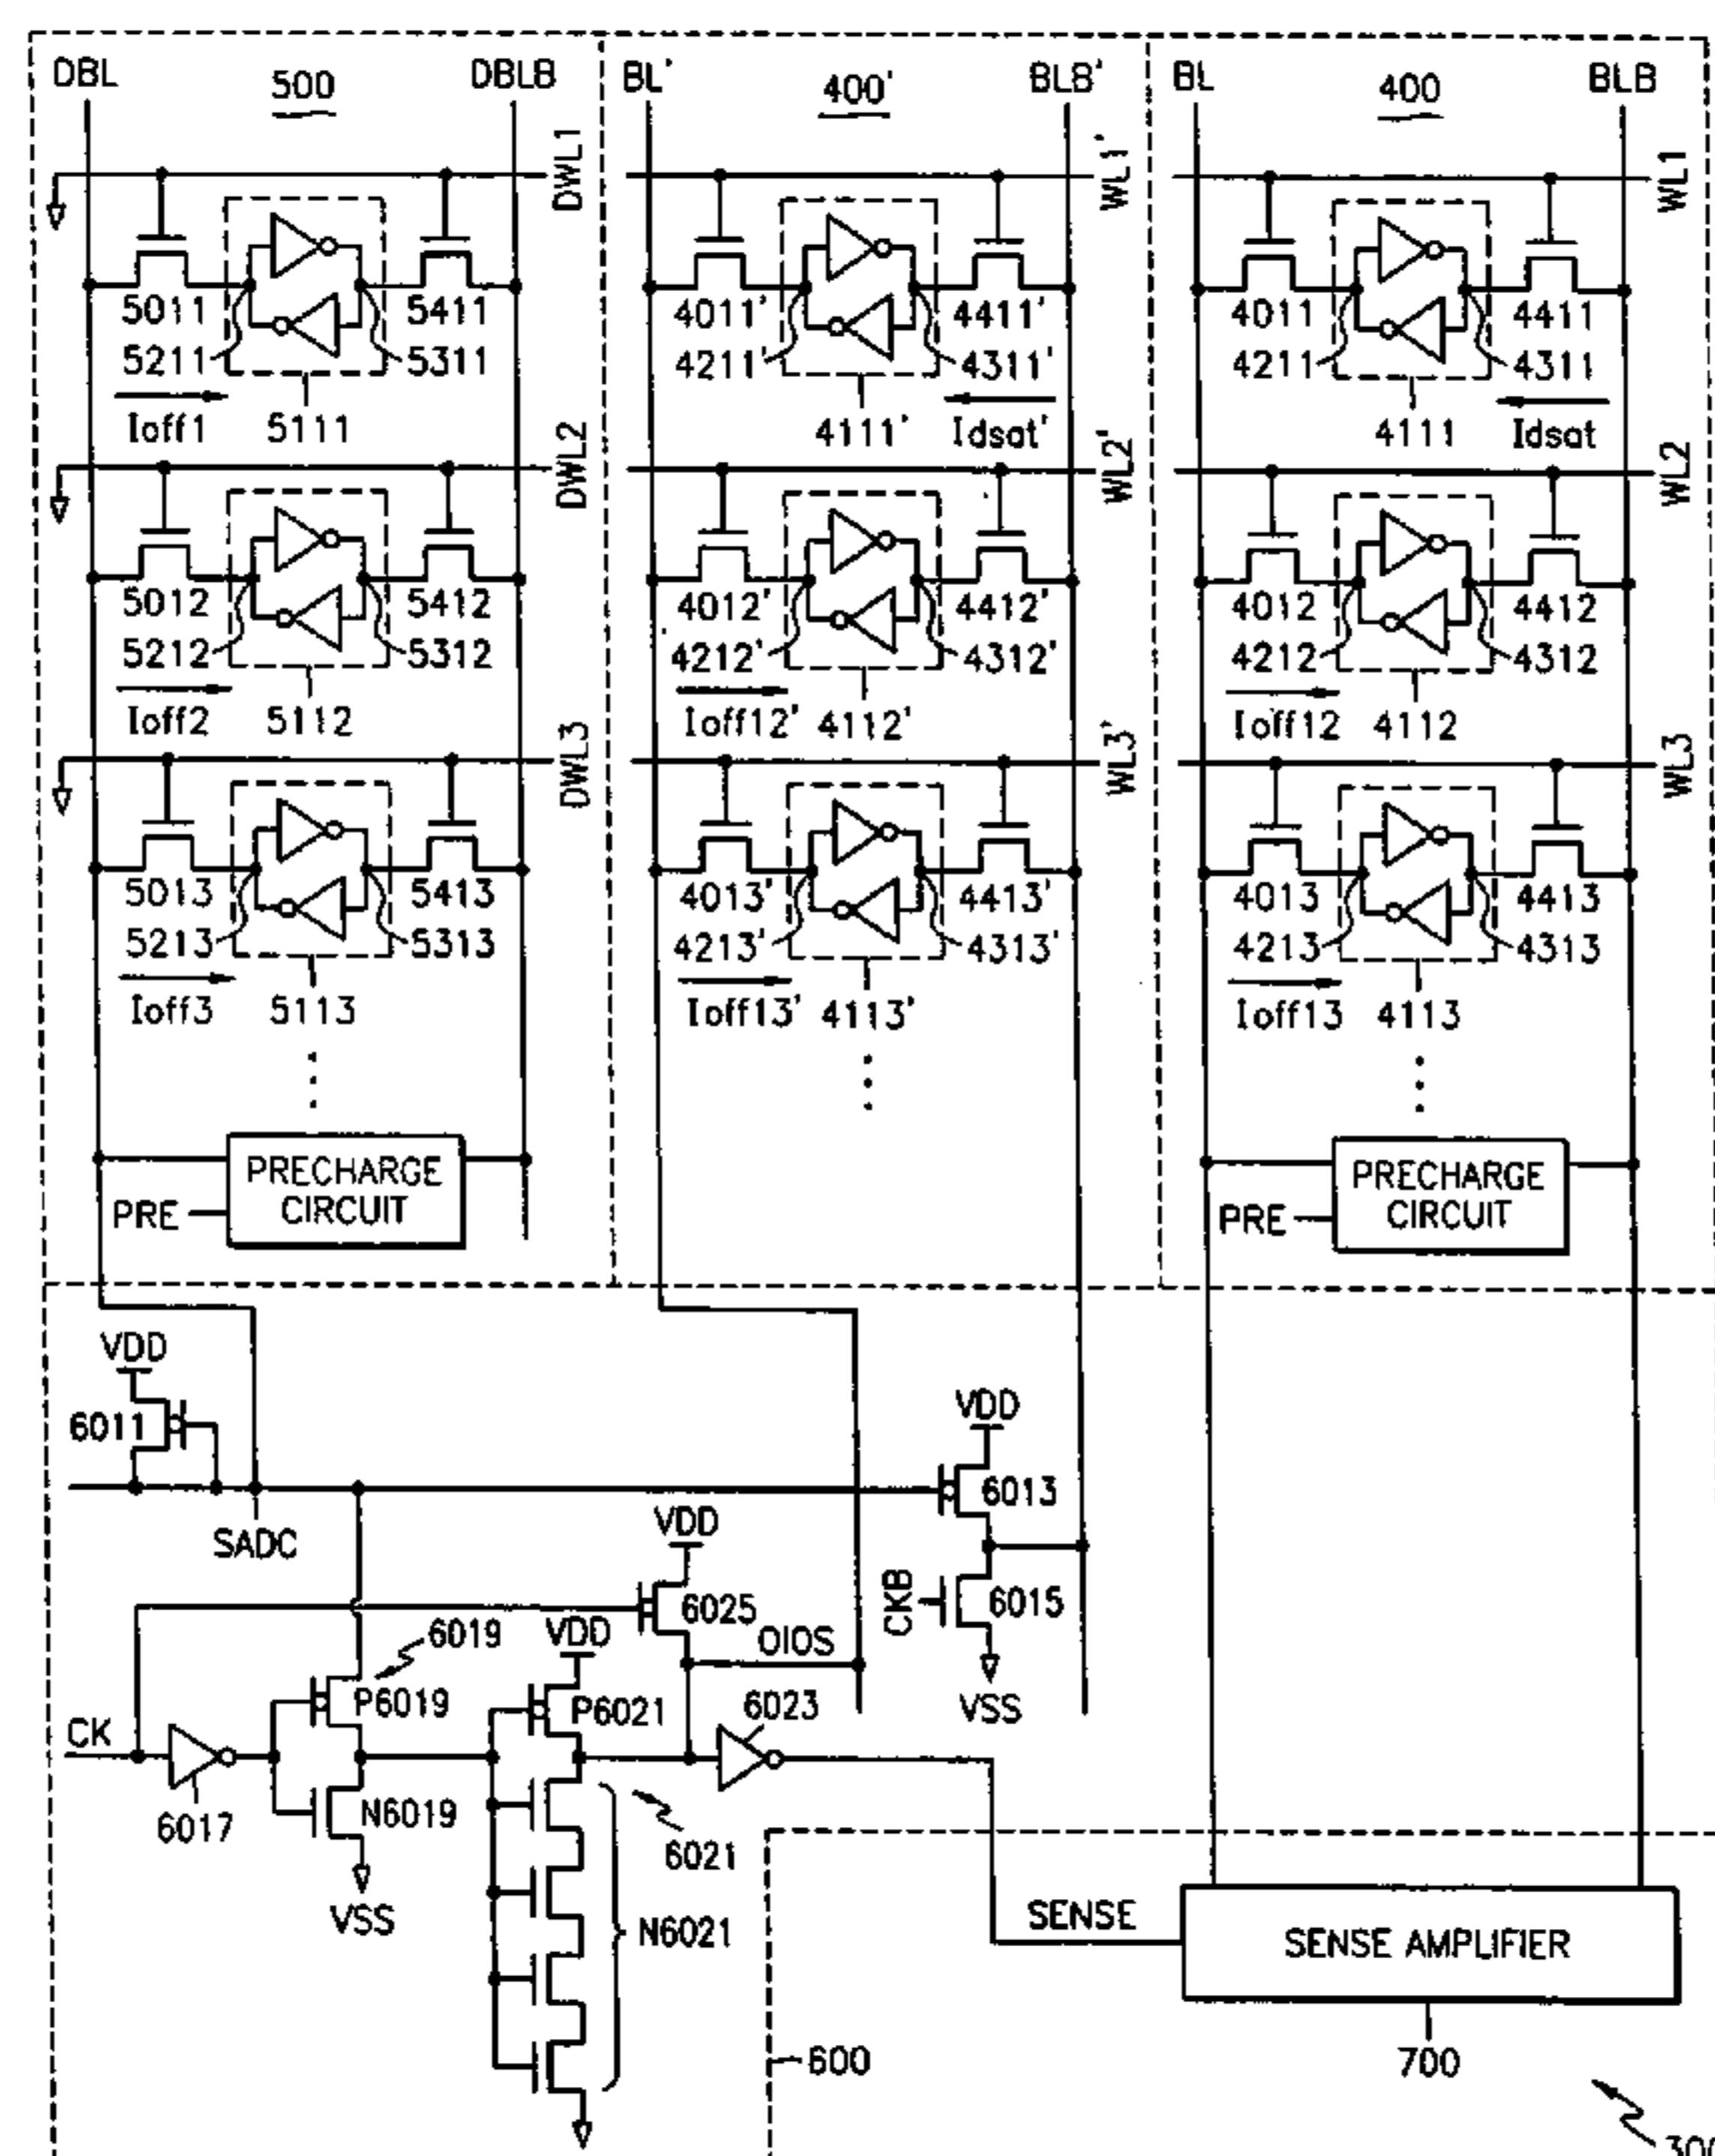 DBL 500 DBLB BL' 400' BLB' BL 400 BLB
DWL1 WL1' WL1
5011 5411 4011' 4411' 4011 4411
5211 5311 4211' 4311' 4211 4311
Ioff1 5111 4111' Idsat' 4111 Idsat
DWL2 WL2' WL2
5012 5412 4012' 4412' 4012 4412
5212 5312 4212' 4312' 4212 4312
Ioff2 5112 Ioff12' 4112' Ioff12 4112
DWL3 WL3' WL3
5013 5413 4013' 4413' 4013 4413
5213 5313 4213' 4313' 4213 4313
Ioff3 5113 Ioff13' 4113' Ioff13 4113
PRECHARGE CIRCUIT
PRE
PRECHARGE CIRCUIT
PRE
VDD
6011
VDD
6013
SADC
VDD
6025
CKB
6015
VSS
OIOS
6019
VDD
P6019
P6021
6023
CK
6017
N6019
VSS
6021
N6021
SENSE
SENSE AMPLIFIER
600
700